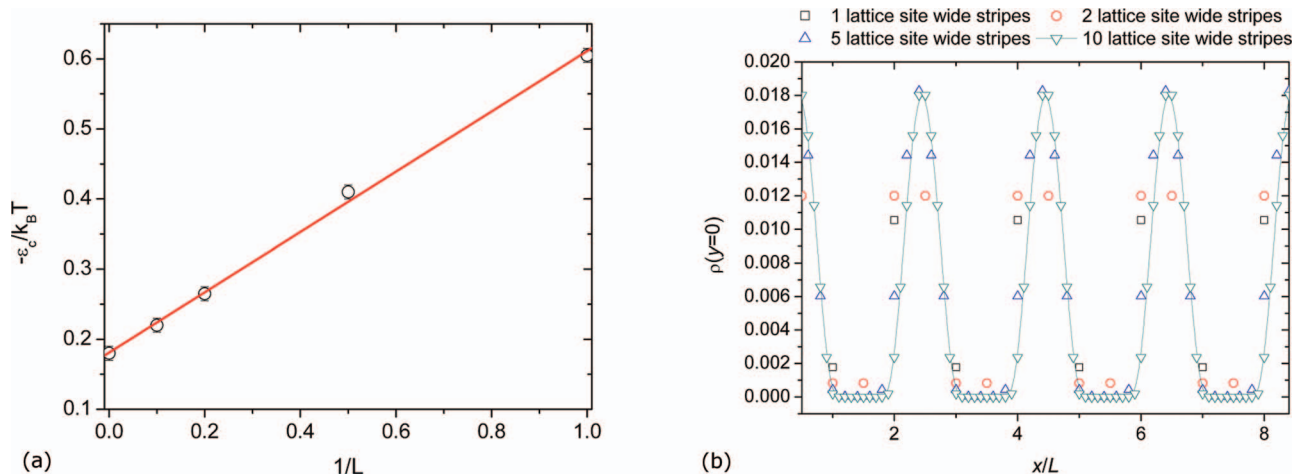 0.6
0.5
0.4
0.3
0.2
0.1
-ε_c/k_BT
0.0 0.2 0.4 0.6 0.8 1.0
1/L
(a)
1 lattice site wide stripes 2 lattice site wide stripes
5 lattice site wide stripes 10 lattice site wide stripes
0.020
0.018
0.016
0.014
0.012
0.010
0.008
0.006
0.004
0.002
0.000
ρ(y=0)
2 4 6 8
x/L
(b)